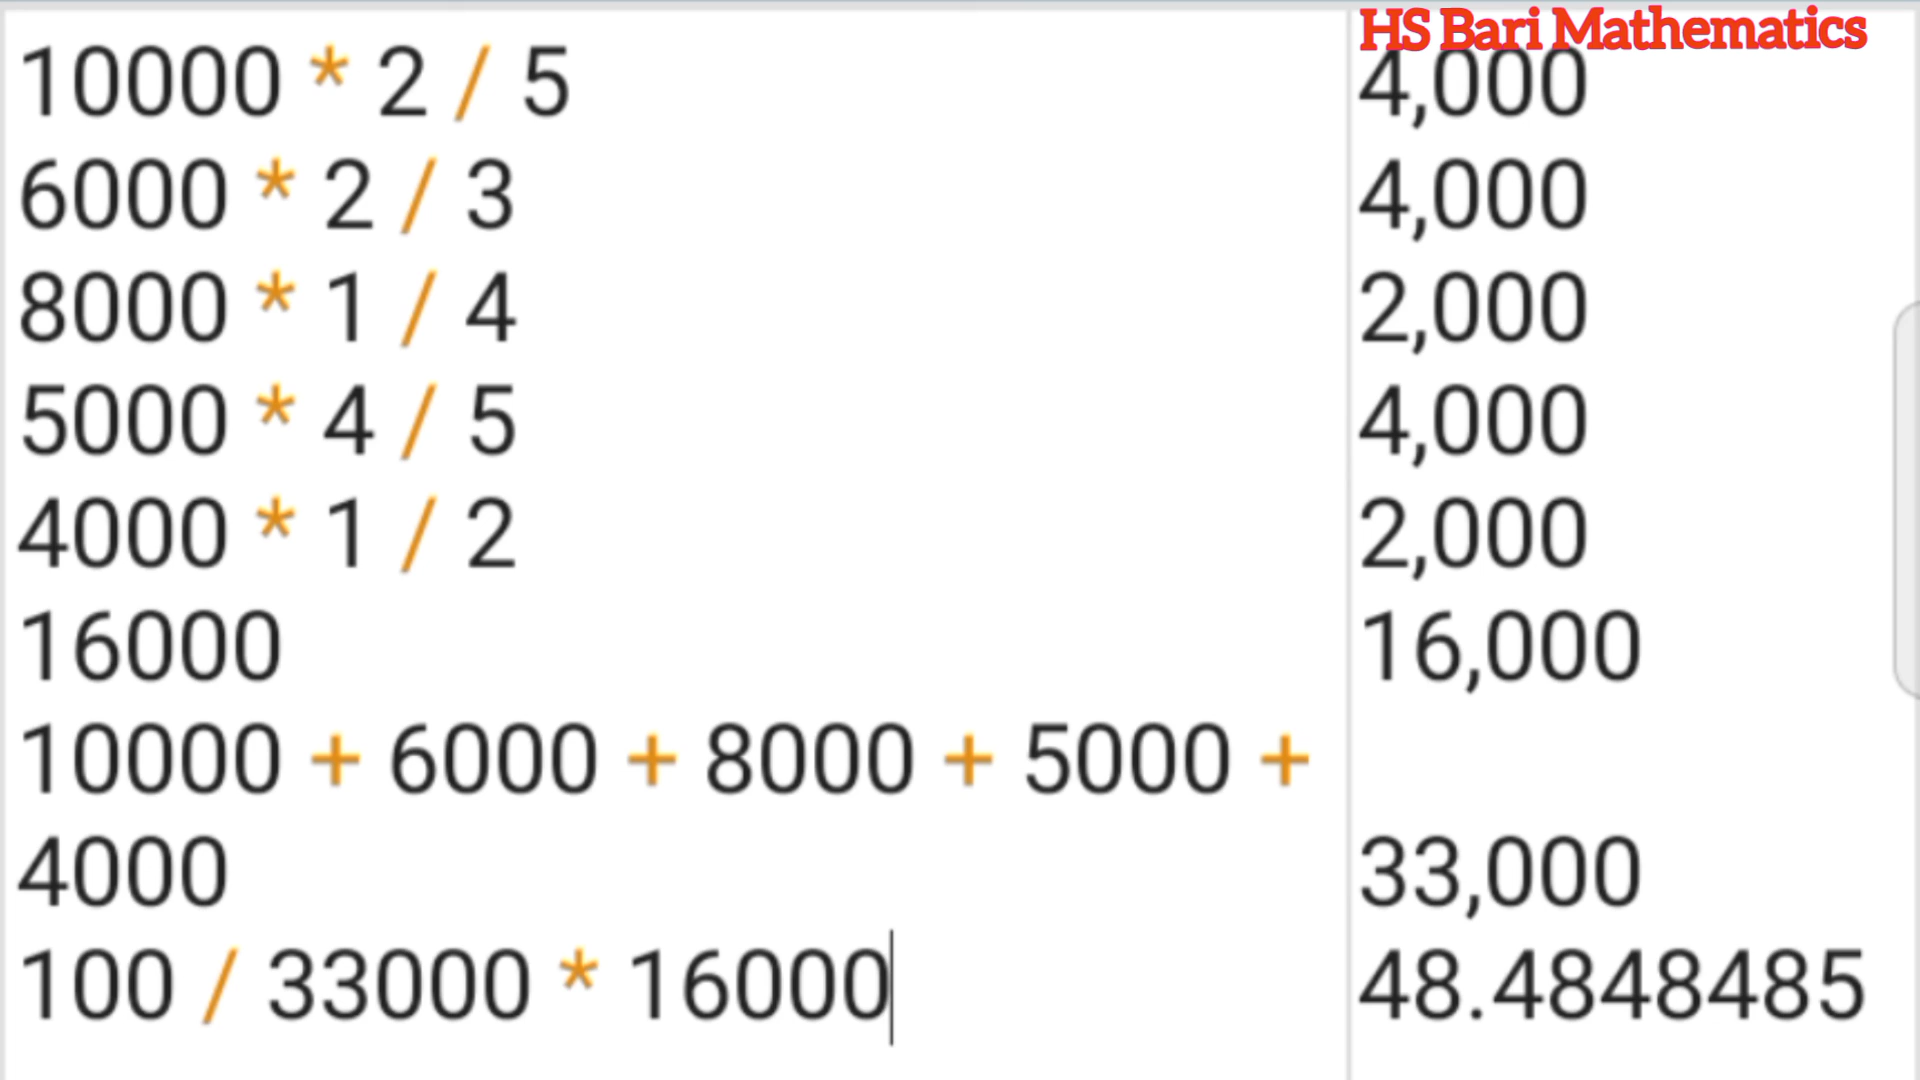 HS Bari Mathematics
10000 * 2 / 5 4,000
6000 * 2 / 3 4,000
8000 * 1 / 4 2,000
5000 * 4 / 5 4,000
4000 * 1 / 2 2,000
16000 16,000
10000 + 6000 + 8000 + 5000 +
4000 33,000
100 / 33000 * 16000 48.4848485